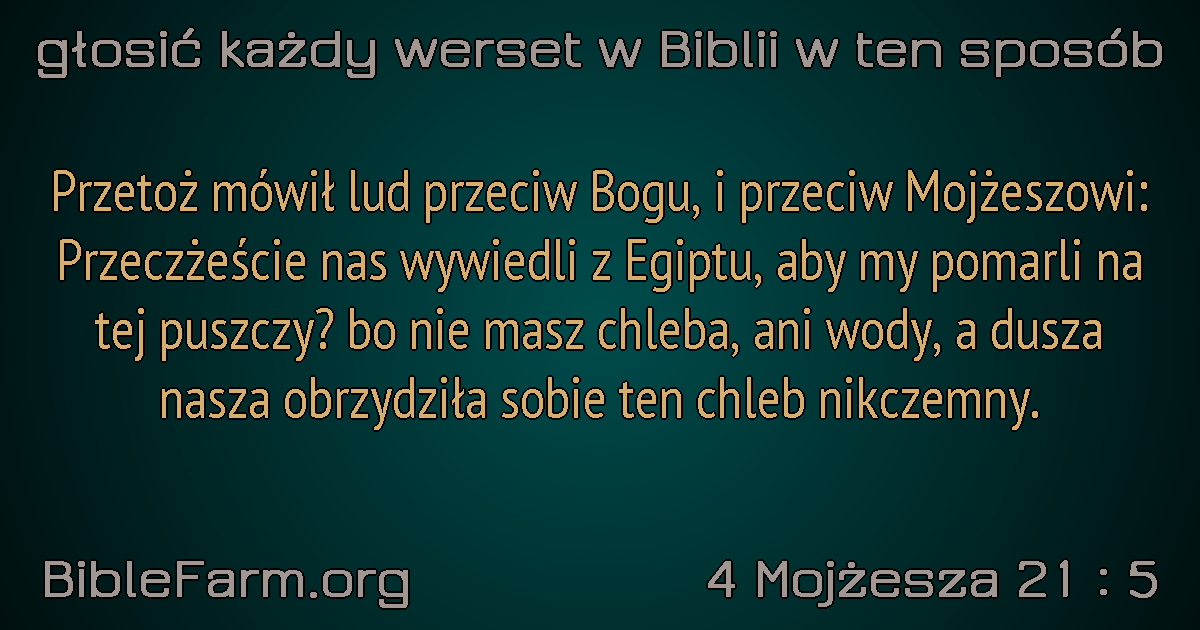 głosić każdy werset w Biblii w ten sposób
Przetoż mówił lud przeciw Bogu, i przeciw Mojżeszowi:
Przeczżeście nas wywiedli z Egiptu, aby my pomarli na
tej puszczy? bo nie masz chleba, ani wody, a dusza
nasza obrzydziła sobie ten chleb nikczemny.
BibleFarm.org
4 Mojżesza 21 : 5